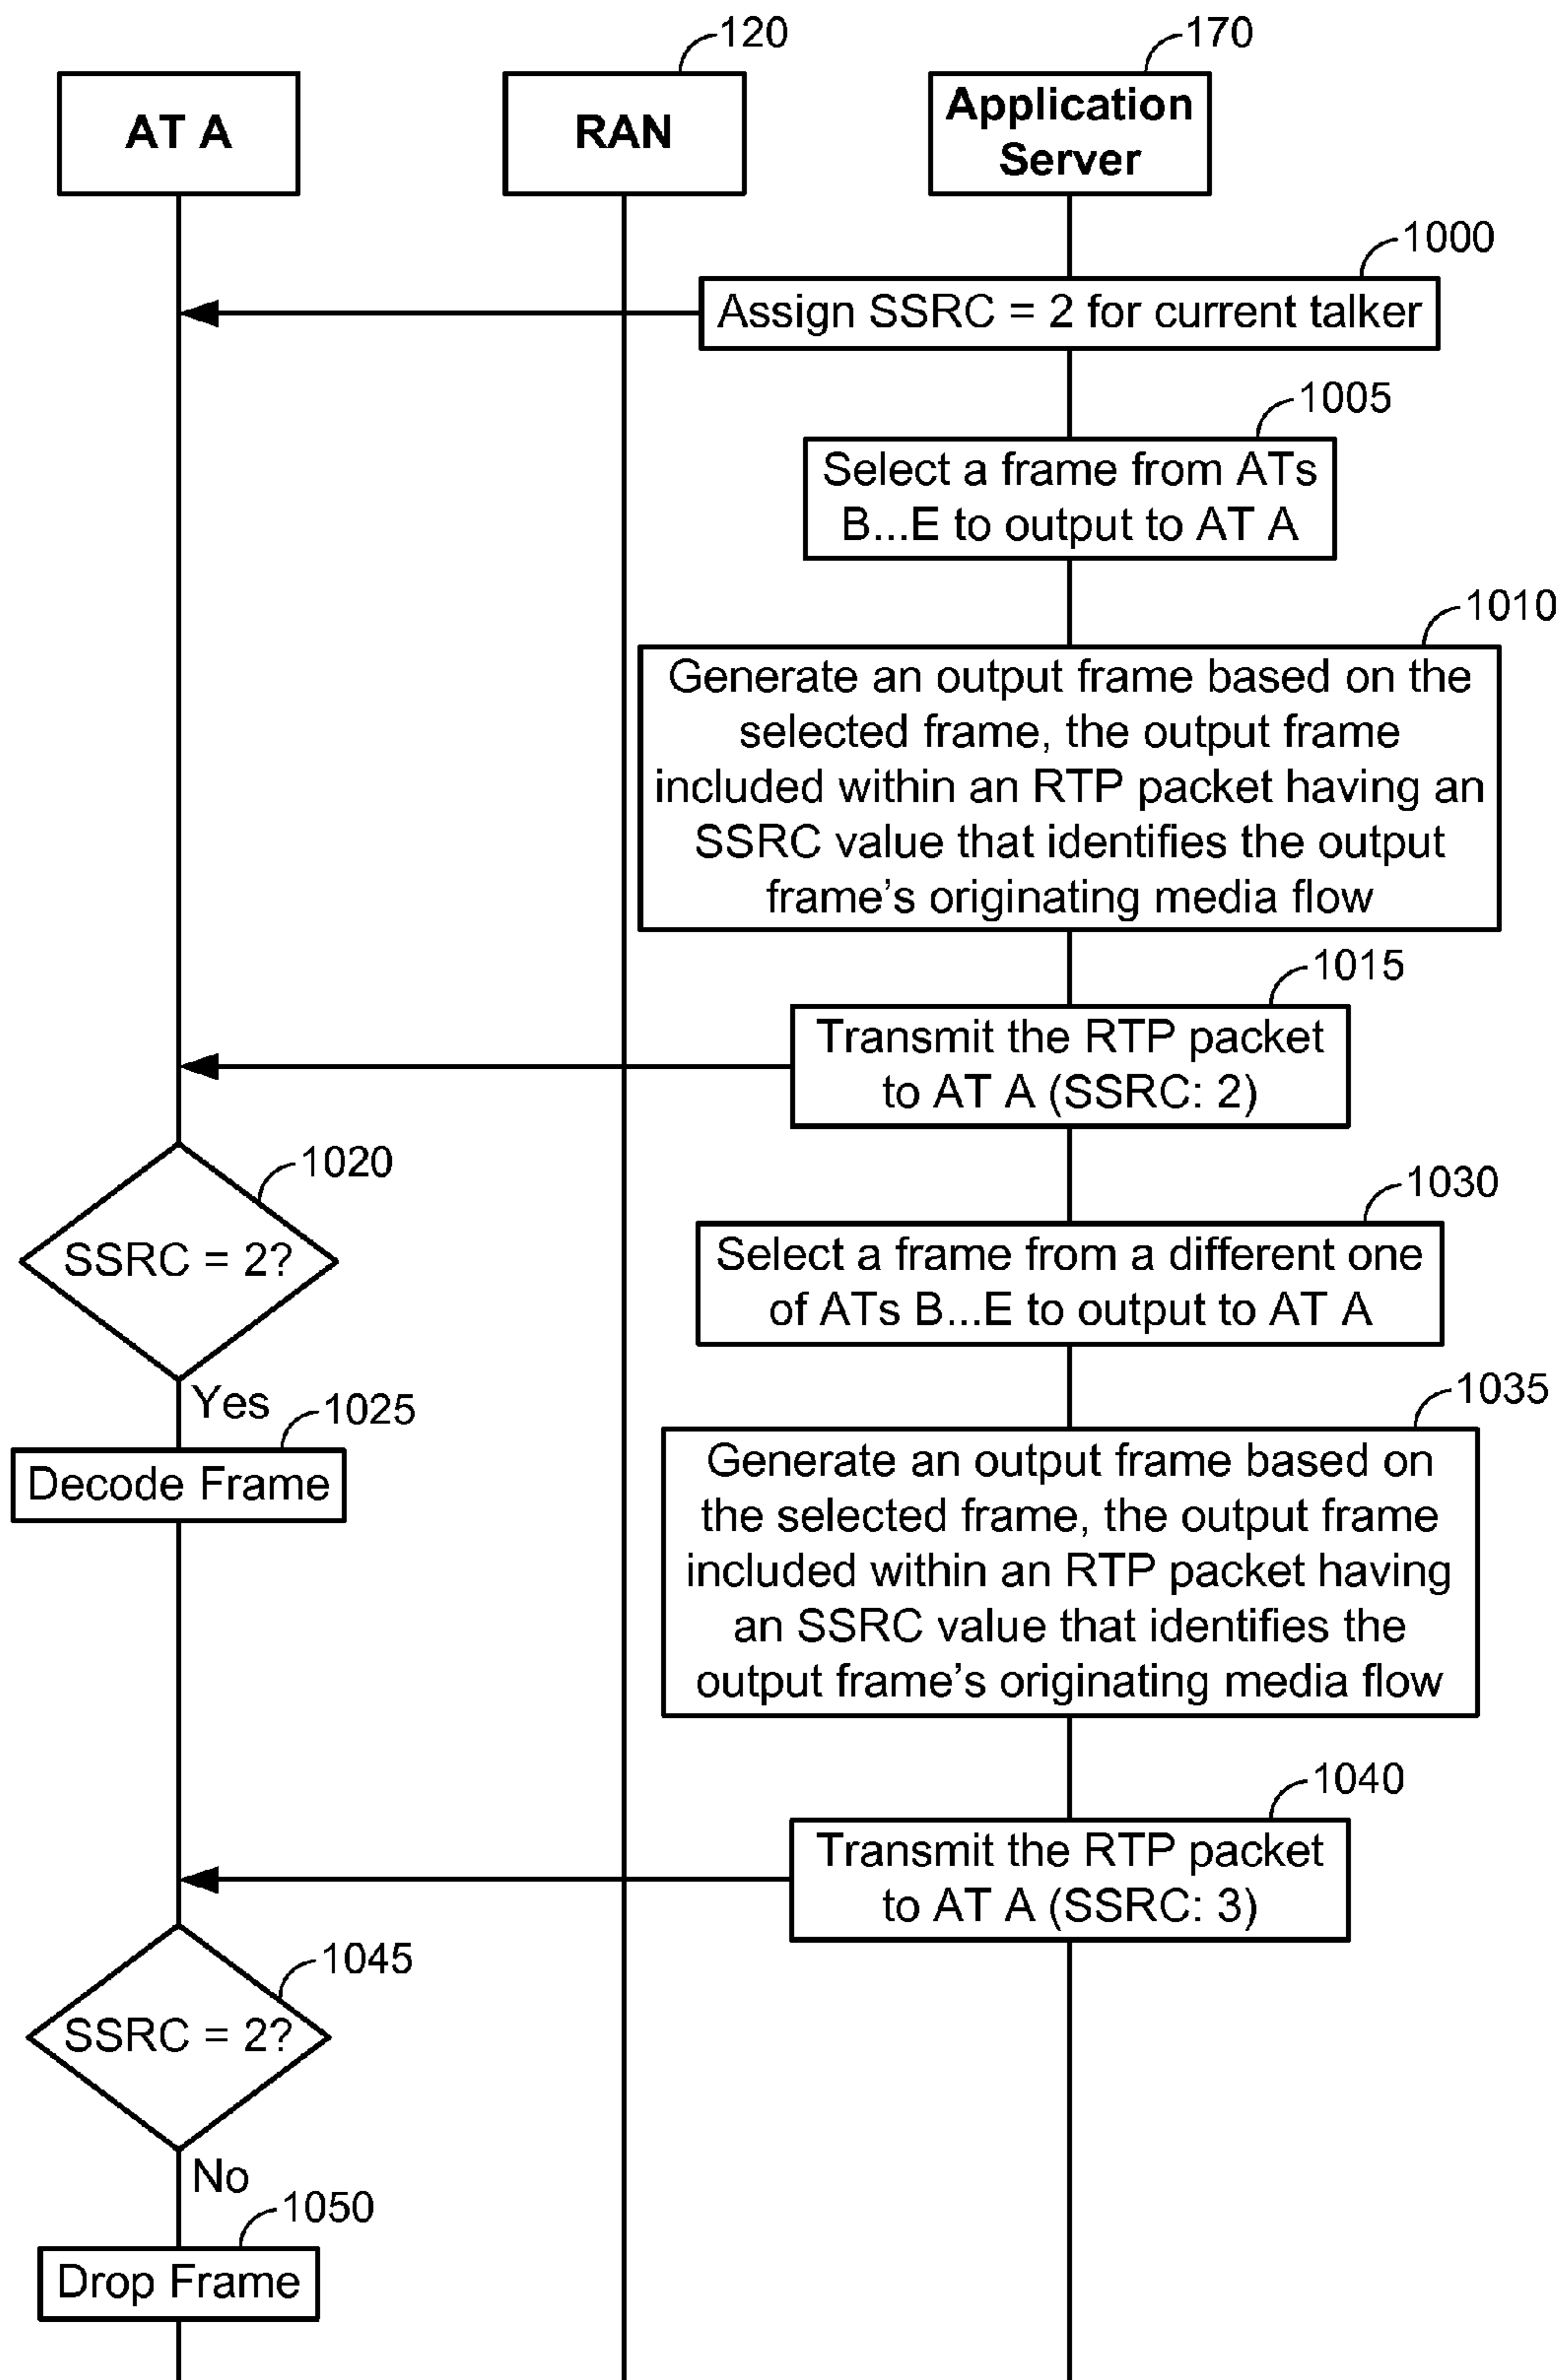 120
170
AT A
RAN
Application
Server
1000
Assign SSRC = 2 for current talker
1005
Select a frame from ATs
B...E to output to AT A
1010
Generate an output frame based on the
selected frame, the output frame
included within an RTP packet having an
SSRC value that identifies the output
frame's originating media flow
1015
Transmit the RTP packet
to AT A (SSRC: 2)
1020
SSRC = 2?
1030
Select a frame from a different one
of ATs B...E to output to AT A
Yes
1025
Decode Frame
1035
Generate an output frame based on
the selected frame, the output frame
included within an RTP packet having
an SSRC value that identifies the
output frame's originating media flow
1040
Transmit the RTP packet
to AT A (SSRC: 3)
1045
SSRC = 2?
No
1050
Drop Frame